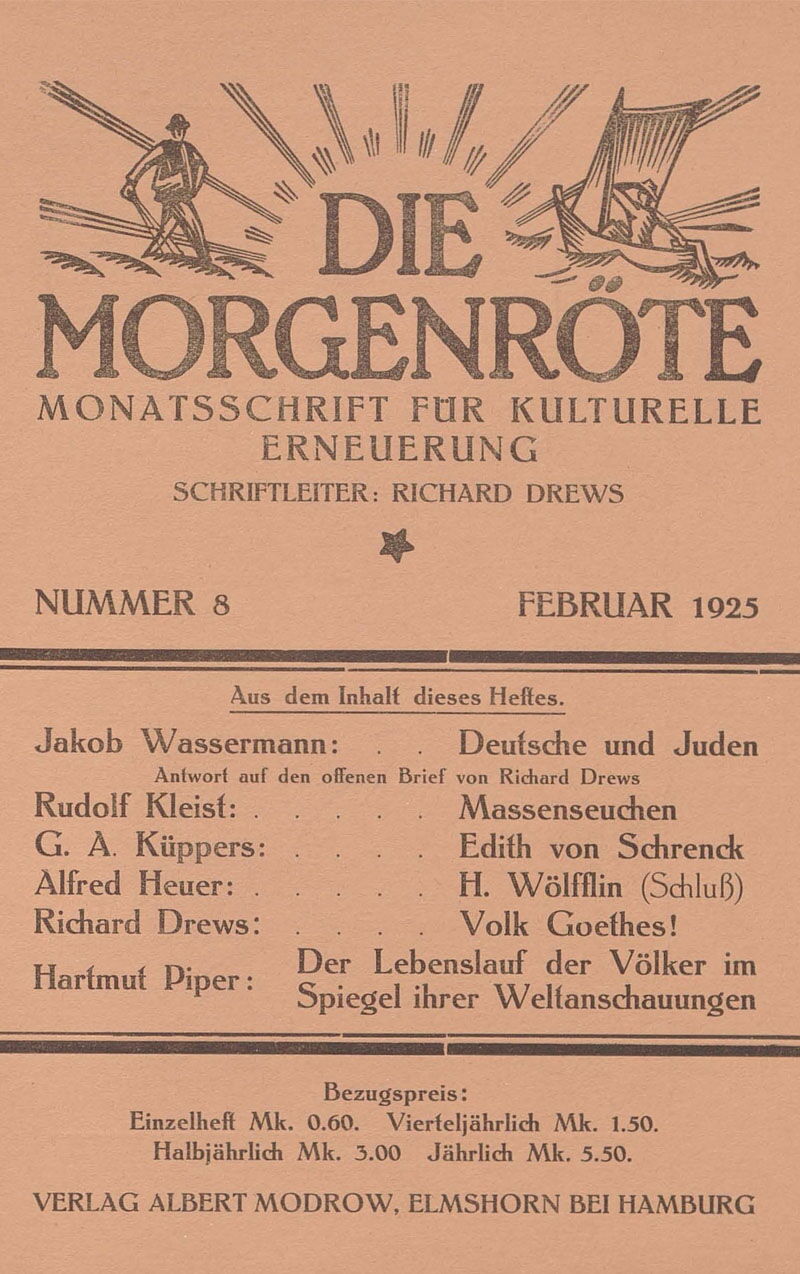 DIE
MORGENRÖTE
MONATSSCHRIFT FÜR KULTURELLE
ERNEUERUNG
SCHRIFTLEITER: RICHARD DREWS
NUMMER 8 FEBRUAR 1925
Aus dem Inhalt dieses Heftes.
Jakob Wassermann: . . Deutsche und Juden
Antwort auf den offenen Brief von Richard Drews
Rudolf Kleist: . . . . . Massenseuchen
G. A. Küppers: . . . . Edith von Schrenck
Alfred Heuer: . . . . . H. Wölfflin (Schluß)
Richard Drews: . . . . Volk Goethes!
Hartmut Piper: Der Lebenslauf der Völker im
Spiegel ihrer Weltanschauungen
Bezugspreis:
Einzelheft Mk. 0.60. Vierteljährlich Mk. 1.50.
Halbjährlich Mk. 3.00 Jährlich Mk. 5.50.
VERLAG ALBERT MODROW, ELMSHORN BEI HAMBURG